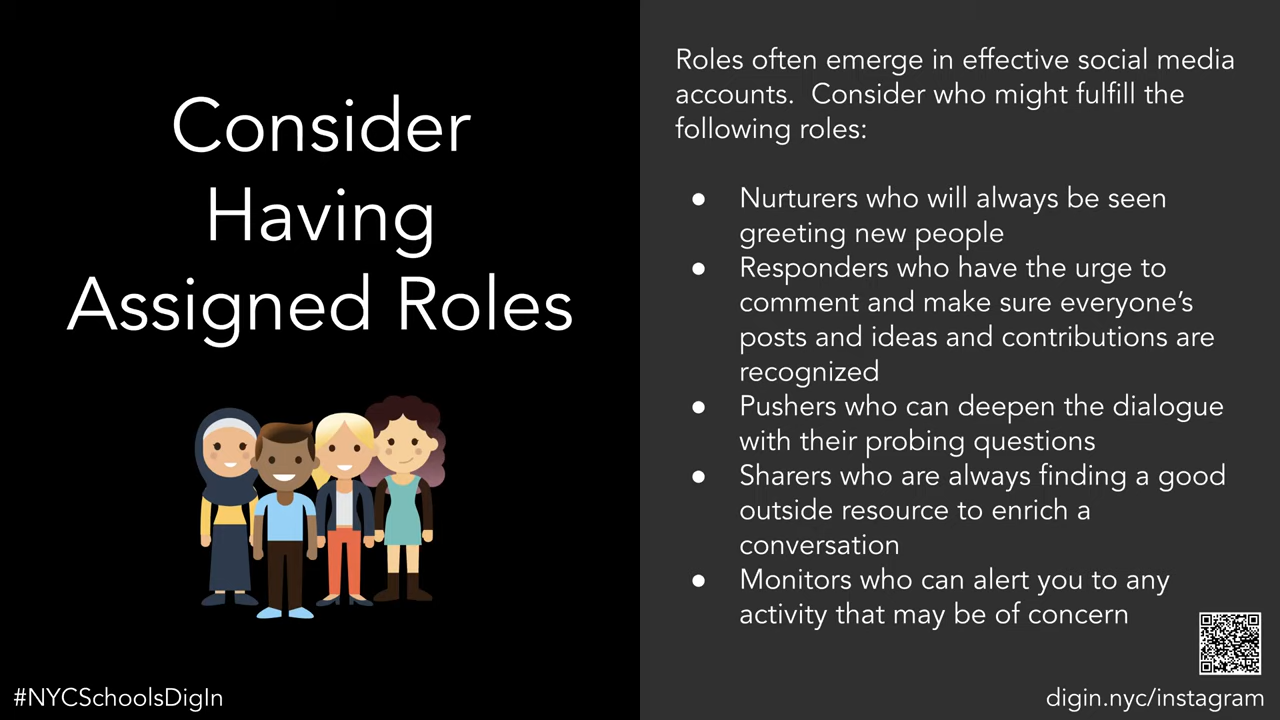 Consider
Having
Assigned Roles
#NYCSchoolsDigIn
Roles often emerge in effective social media
accounts.  Consider who might fulfill the
following roles:
● Nurturers who will always be seen
greeting new people
● Responders who have the urge to
comment and make sure everyone’s
posts and ideas and contributions are
recognized
● Pushers who can deepen the dialogue
with their probing questions
● Sharers who are always finding a good
outside resource to enrich a
conversation
● Monitors who can alert you to any
activity that may be of concern
digin.nyc/instagram